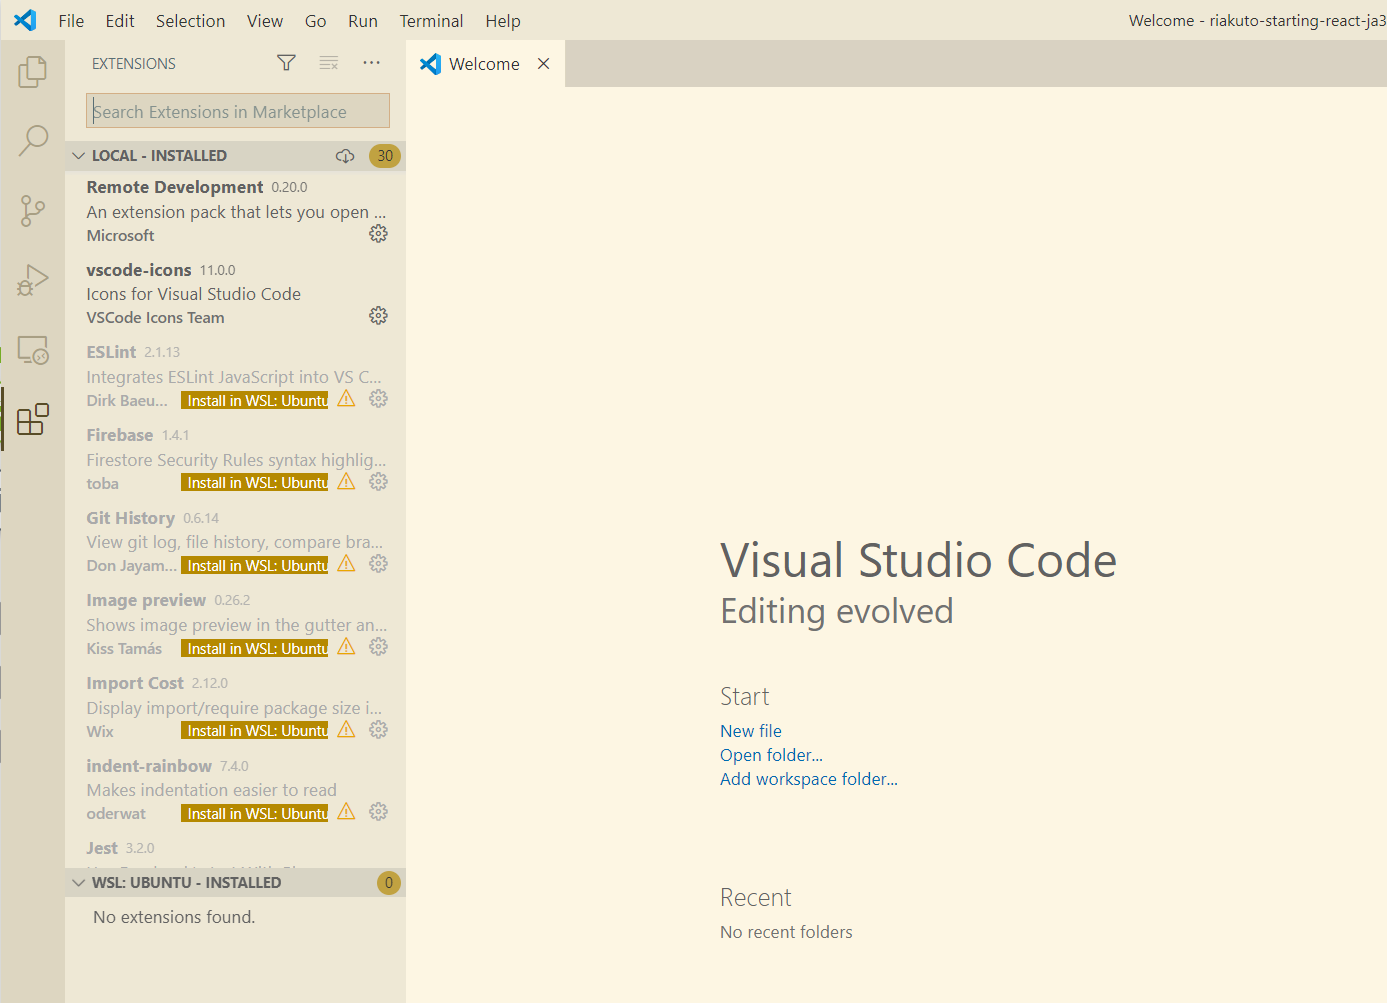 File Edit Selection View Go Run Terminal Help
Welcome - riakuto-starting-react-ja3
EXTENSIONS
Welcome
Search Extensions in Marketplace
LOCAL - INSTALLED 30
Remote Development 0.20.0
An extension pack that lets you open ...
Microsoft
vscode-icons 11.0.0
Icons for Visual Studio Code
VSCode Icons Team
ESLint 2.1.13
Integrates ESLint JavaScript into VS C...
Dirk Baeu... Install in WSL: Ubuntu
Firebase 1.4.1
Firestore Security Rules syntax highlig...
toba Install in WSL: Ubuntu
Git History 0.6.14
View git log, file history, compare bra...
Don Jayam... Install in WSL: Ubuntu
Image preview 0.26.2
Shows image preview in the gutter an...
Kiss Tamás Install in WSL: Ubuntu
Import Cost 2.12.0
Display import/require package size i...
Wix Install in WSL: Ubuntu
indent-rainbow 7.4.0
Makes indentation easier to read
oderwat Install in WSL: Ubuntu
Jest 3.2.0
WSL: UBUNTU - INSTALLED 0
No extensions found.
Visual Studio Code
Editing evolved
Start
New file
Open folder...
Add workspace folder...
Recent
No recent folders